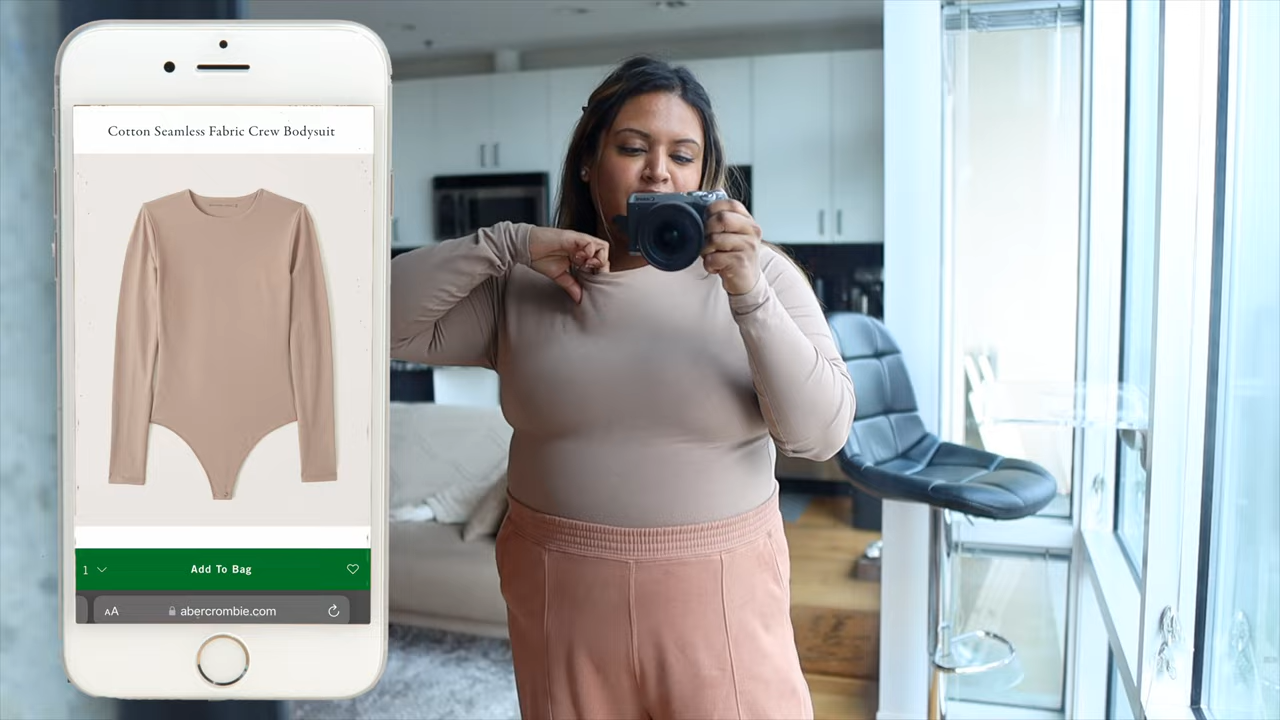 Cotton Seamless Fabric Crew Bodysuit
1
Add To Bag
AA
abercrombie.com